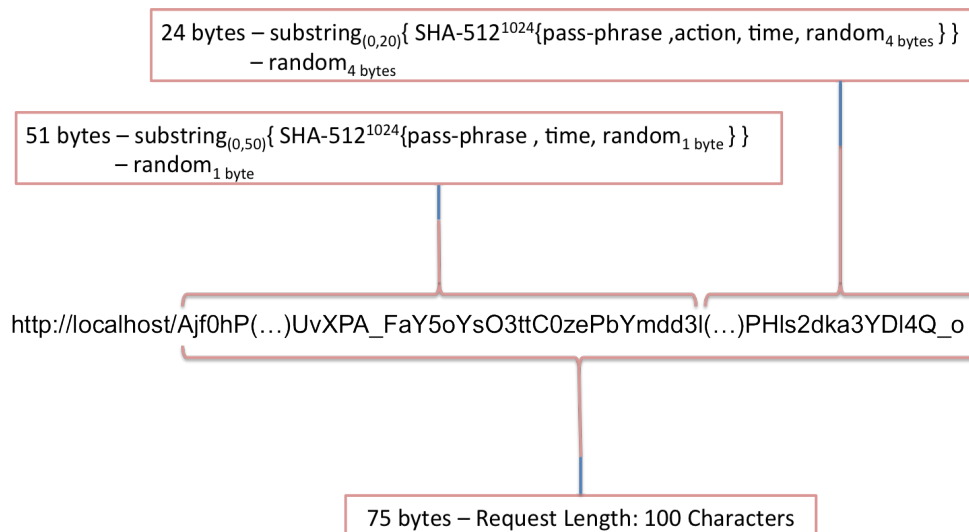 24 bytes – substring(0,20){ SHA-512^1024{pass-phrase ,action, time, random4 bytes } }
– random4 bytes
51 bytes – substring(0,50){ SHA-512^1024{pass-phrase , time, random1 byte } }
– random1 byte
http://localhost/Ajf0hP(…)UvXPA_FaY5oYsO3ttC0zePbYmdd3l(…)PHls2dka3YDl4Q_o
75 bytes – Request Length: 100 Characters